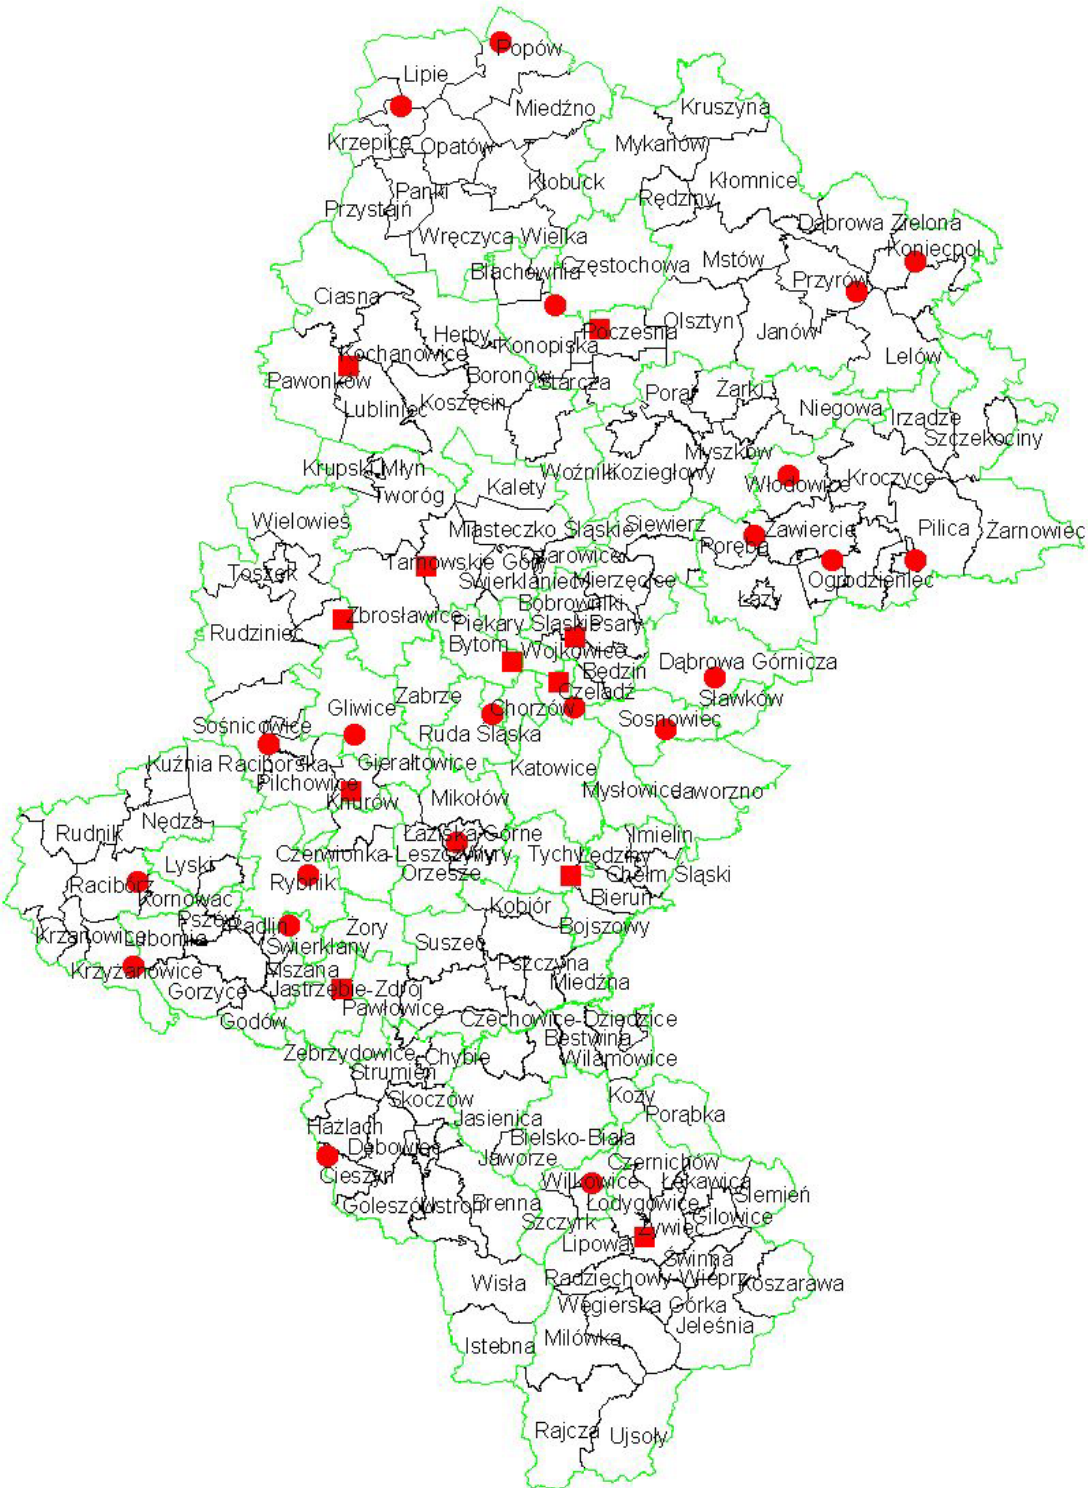 Popów
Lipie
Miedźno
Kruszyna
Krzepice
Opatów
Mykanów
Kłobuck
Kłomnice
Panki
Rędziny
Przystajń
Dąbrowa Zielona
Wręczyca Wielka
Koniecpol
Blachownia
Częstochowa
Mstów
Przyrów
Ciasna
Herby
Konopiska
Poczesna
Olsztyn
Janów
Kochanowice
Lelów
Pawonków
Boronów
Starcza
Poraj
Żarki
Lubliniec
Koszęcin
Niegowa
Irządze
Szczekociny
Myszków
Krupski Młyn
Woźniki
Koziegłowy
Włodowice
Kroczyce
Tworóg
Kalety
Wielowieś
Miasteczko Śląskie
Siewierz
Zawiercie
Pilica
Żarnowiec
Poręba
Tarnowskie Góry
Ożarowice
Toszek
Świerklaniec
Mierzęcice
Ogrodzieniec
Bobrowniki
Łazy
Zbrosławice
Piekary Śląskie
Psary
Rudziniec
Bytom
Wojkowice
Będzin
Dąbrowa Górnicza
Zabrze
Czeladź
Sławków
Gliwice
Chorzów
Sosnowiec
Sośnicowice
Ruda Śląska
Kuźnia Raciborska
Gierałtowice
Katowice
Pilchowice
Mysłowice
Jaworzno
Knurów
Mikołów
Nędza
Rudnik
Łaziska Górne
Imielin
Czerwionka-Leszczyny
Wyry
Tychy
Lędziny
Lyski
Orzesze
Chełm Śląski
Racibórz
Rybnik
Kornowac
Kobiór
Bieruń
Pszów
Radlin
Żory
Bojszowy
Krzanowice
Lubomia
Świerklany
Suszec
Krzyżanowice
Mszana
Pszczyna
Gorzyce
Jastrzębie-Zdrój
Miedźna
Pawłowice
Godów
Czechowice-Dziedzice
Bestwina
Zebrzydowice
Chybie
Wilamowice
Strumień
Skoczów
Kozy
Porąbka
Hażlach
Jasienica
Dębowiec
Bielsko-Biała
Jaworze
Czernichów
Cieszyn
Wilkowice
Łękawica
Ślemień
Goleszów
Ustroń
Brenna
Łodygowice
Gilowice
Szczyrk
Żywiec
Lipowa
Świnna
Wisła
Radziechowy-Wieprz
Koszarawa
Węgierska Górka
Jeleśnia
Istebna
Milówka
Rajcza
Ujsoły